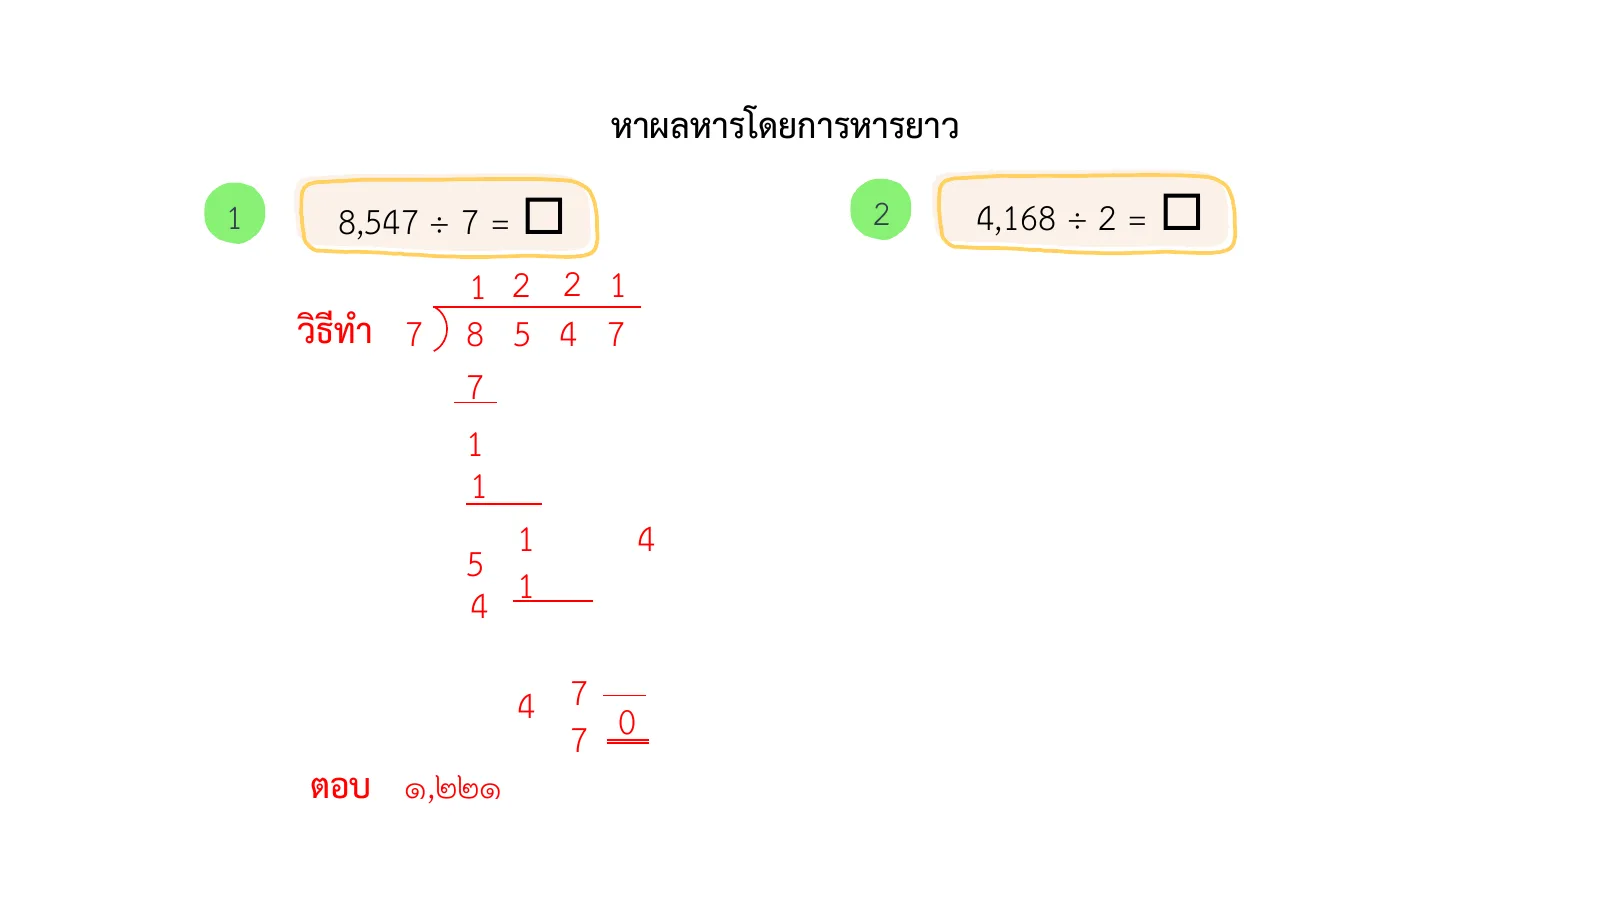 หาผลหารโดยการหารยาว
1
8,547 ÷ 7 = □
2
4,168 ÷ 2 = □
1 2 2 1
วิธีทำ 7 ) 8 5 4 7
7
1
1
1 4
5
1
4
7
4
0
7
ตอบ ๑,๒๒๑